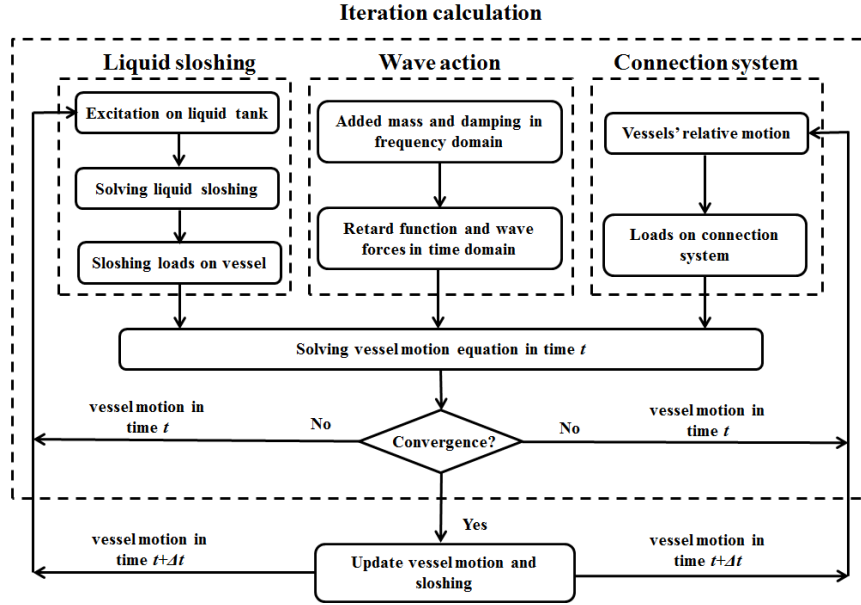 Iteration calculation
Liquid sloshing
Wave action
Connection system
Excitation on liquid tank
Solving liquid sloshing
Sloshing loads on vessel
Added mass and damping in
frequency domain
Retard function and wave
forces in time domain
Vessels' relative motion
Loads on connection
system
Solving vessel motion equation in time t
vessel motion in
time t
No
Convergence?
No
vessel motion in
time t
Yes
vessel motion in
time t+Δt
Update vessel motion and
sloshing
vessel motion in
time t+Δt